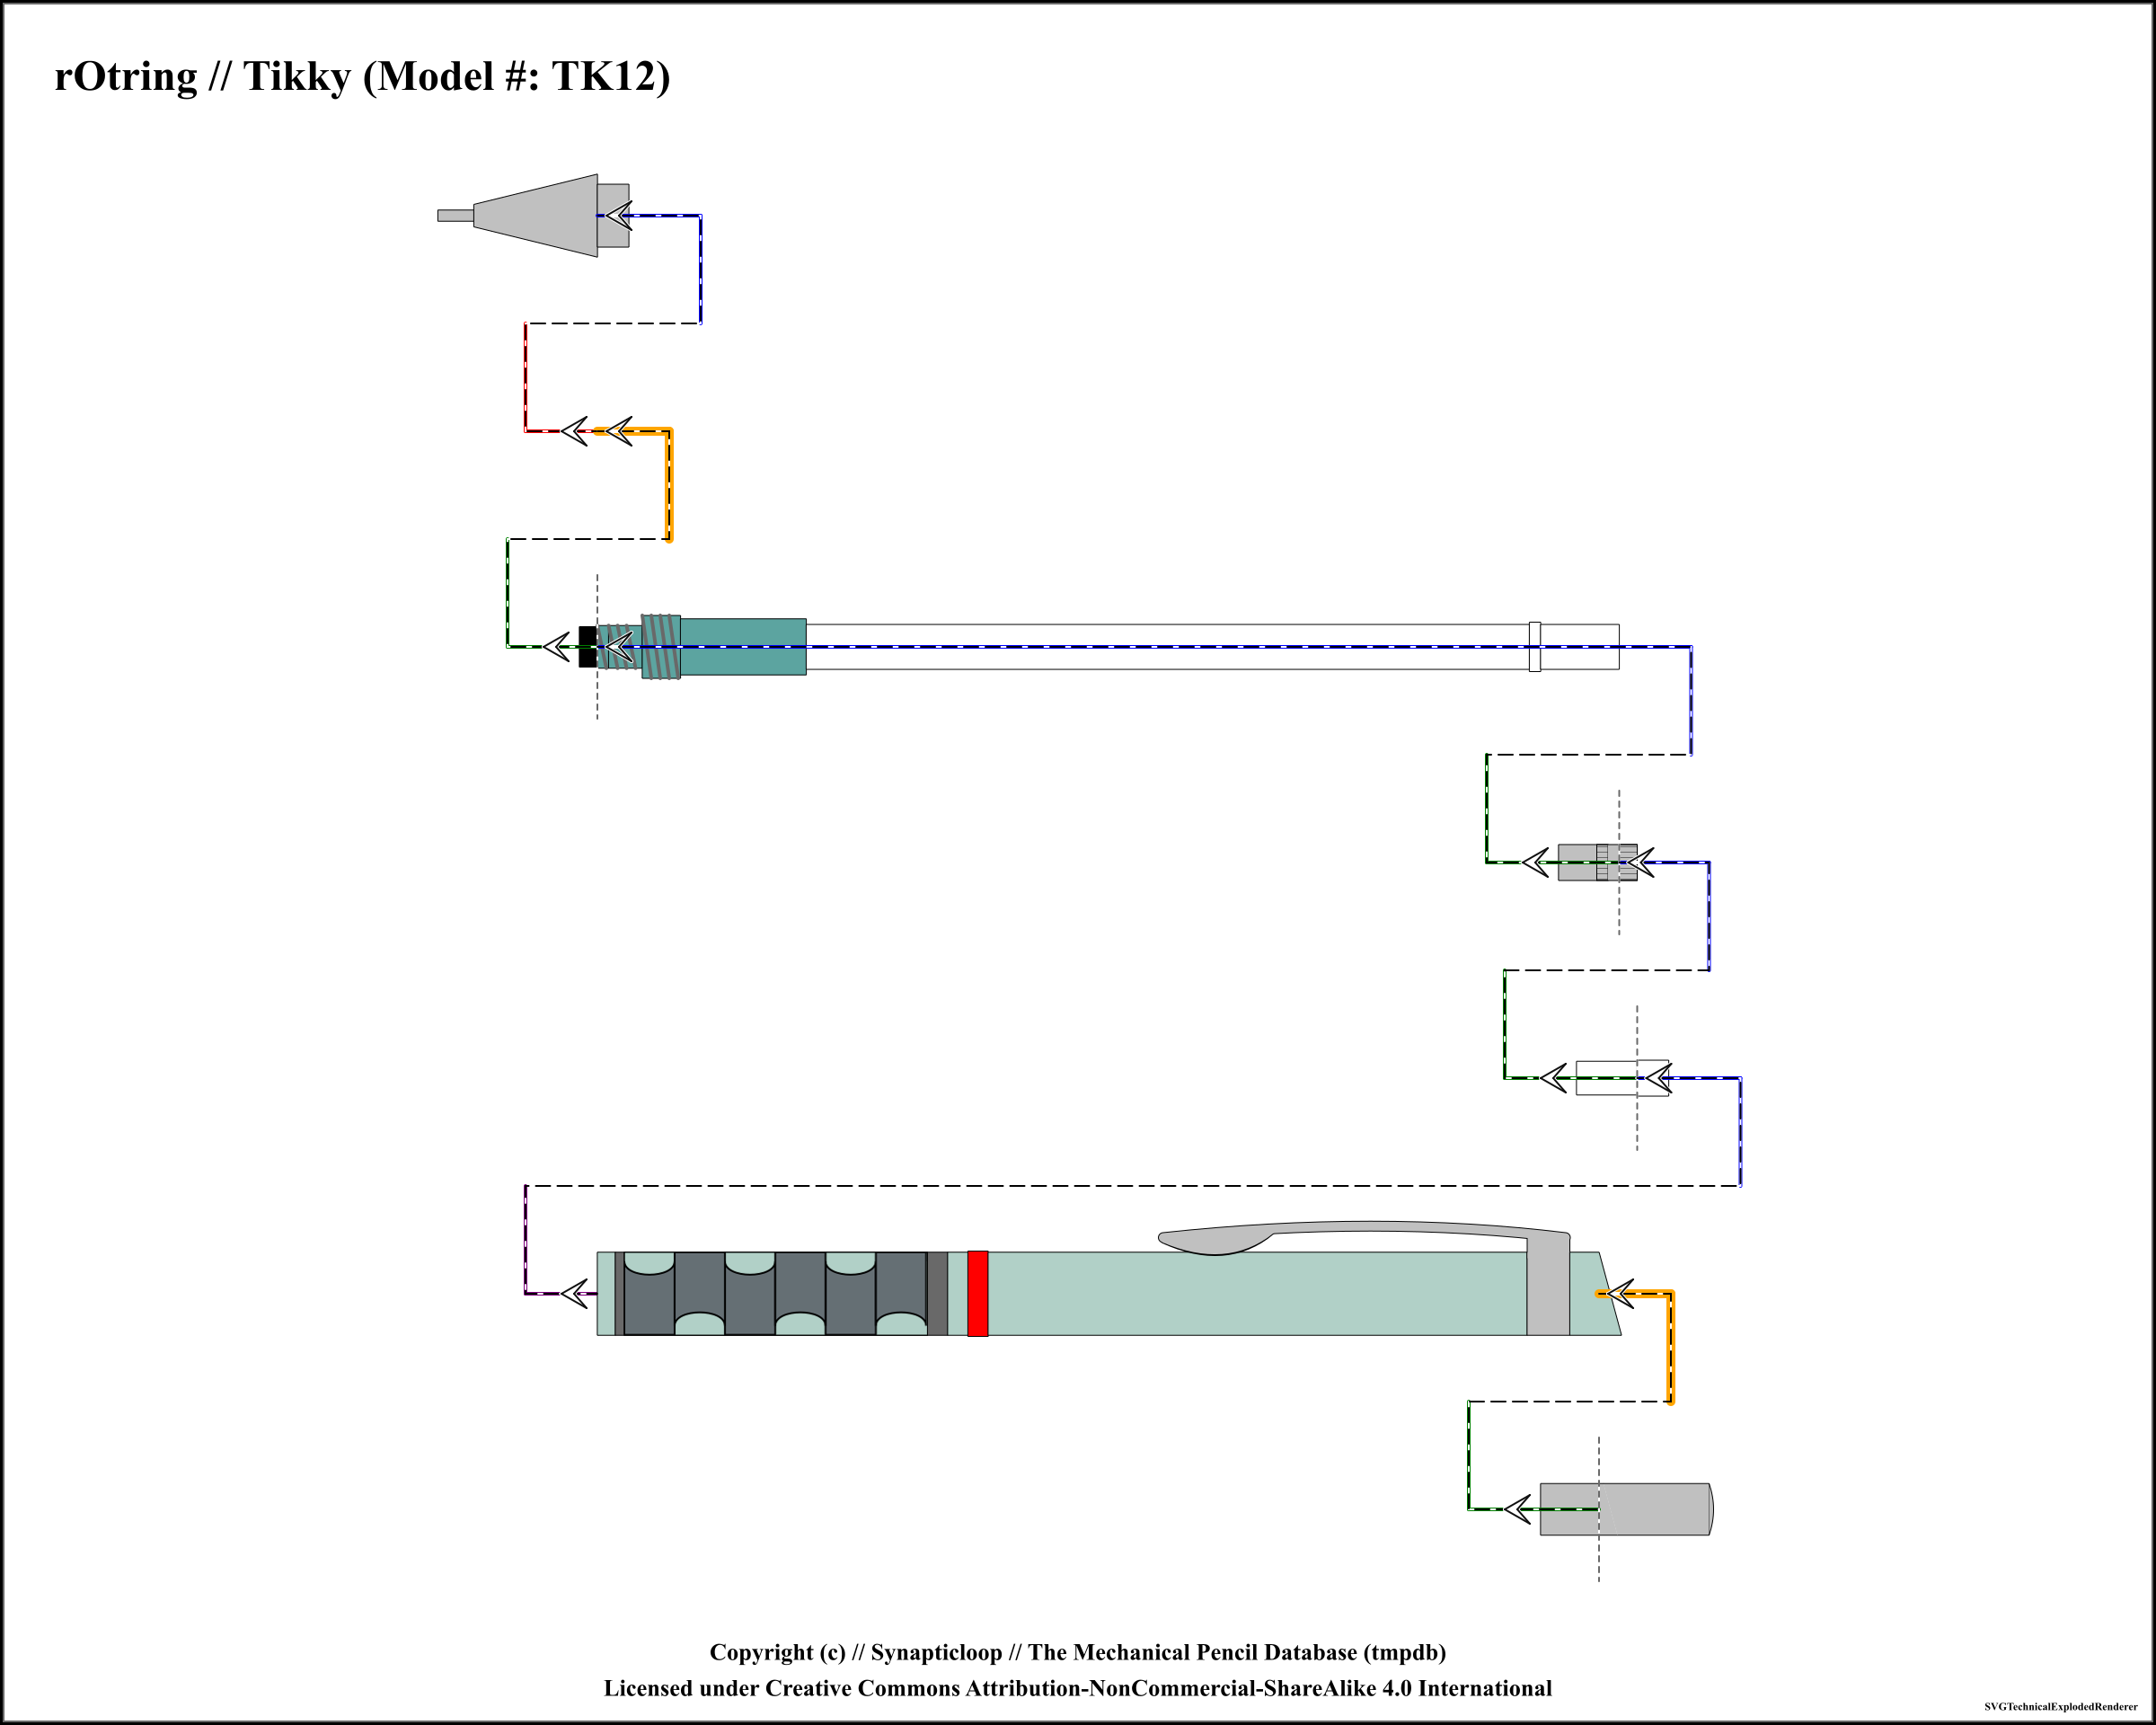 rOtring // Tikky (Model #: TK12)
Copyright (c) // Synapticloop // The Mechanical Pencil Database (tmpdb)
Licensed under Creative Commons Attribution-NonCommercial-ShareAlike 4.0 International
SVGTechnicalExplodedRenderer